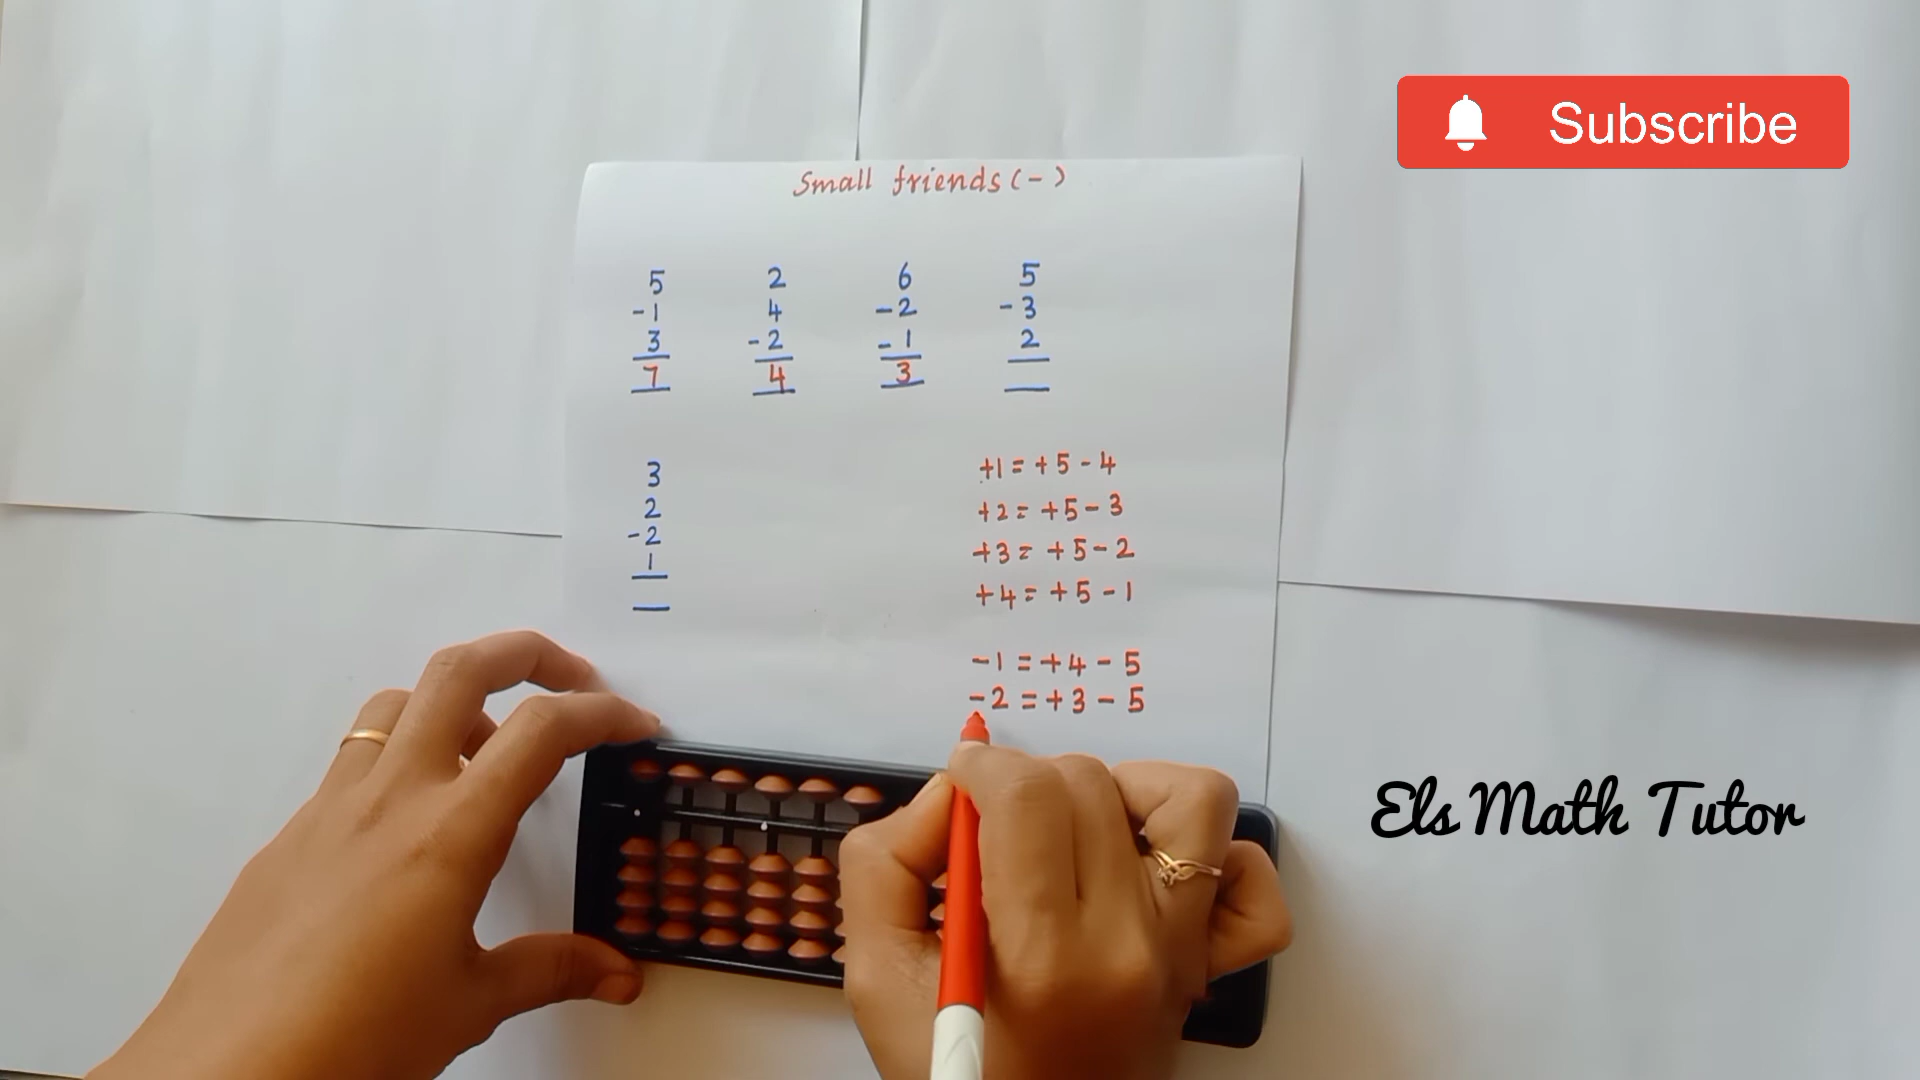 Subscribe
Small friends (-)
5 2 6 5
-1 4 -2 -3
3 -2 -1 2
7 4 3
3
2
-2
1
+1 = +5 - 4
+2 = +5 - 3
+3 = +5 - 2
+4 = +5 - 1
-1 = +4 - 5
-2 = +3 - 5
Els Math Tutor